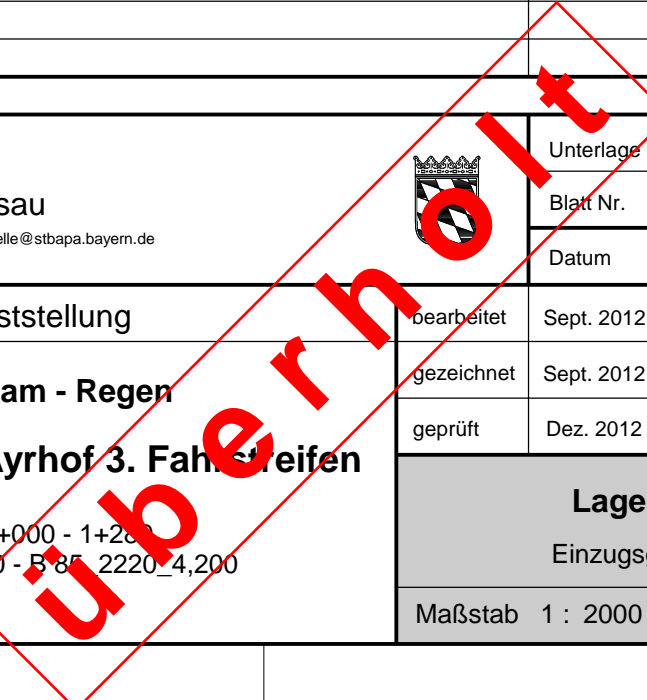 Unterlage
sau
Blatt Nr.
elle@stbapa.bayern.de
Datum
ststellung
bearbeitet Sept. 2012
am - Regen
gezeichnet Sept. 2012
geprüft Dez. 2012
Ayrhof 3. Fahrstreifen
Lage
+000 - 1+280
0 - B 85_2220_4,200
Einzugs
Maßstab 1 : 2000
überholt